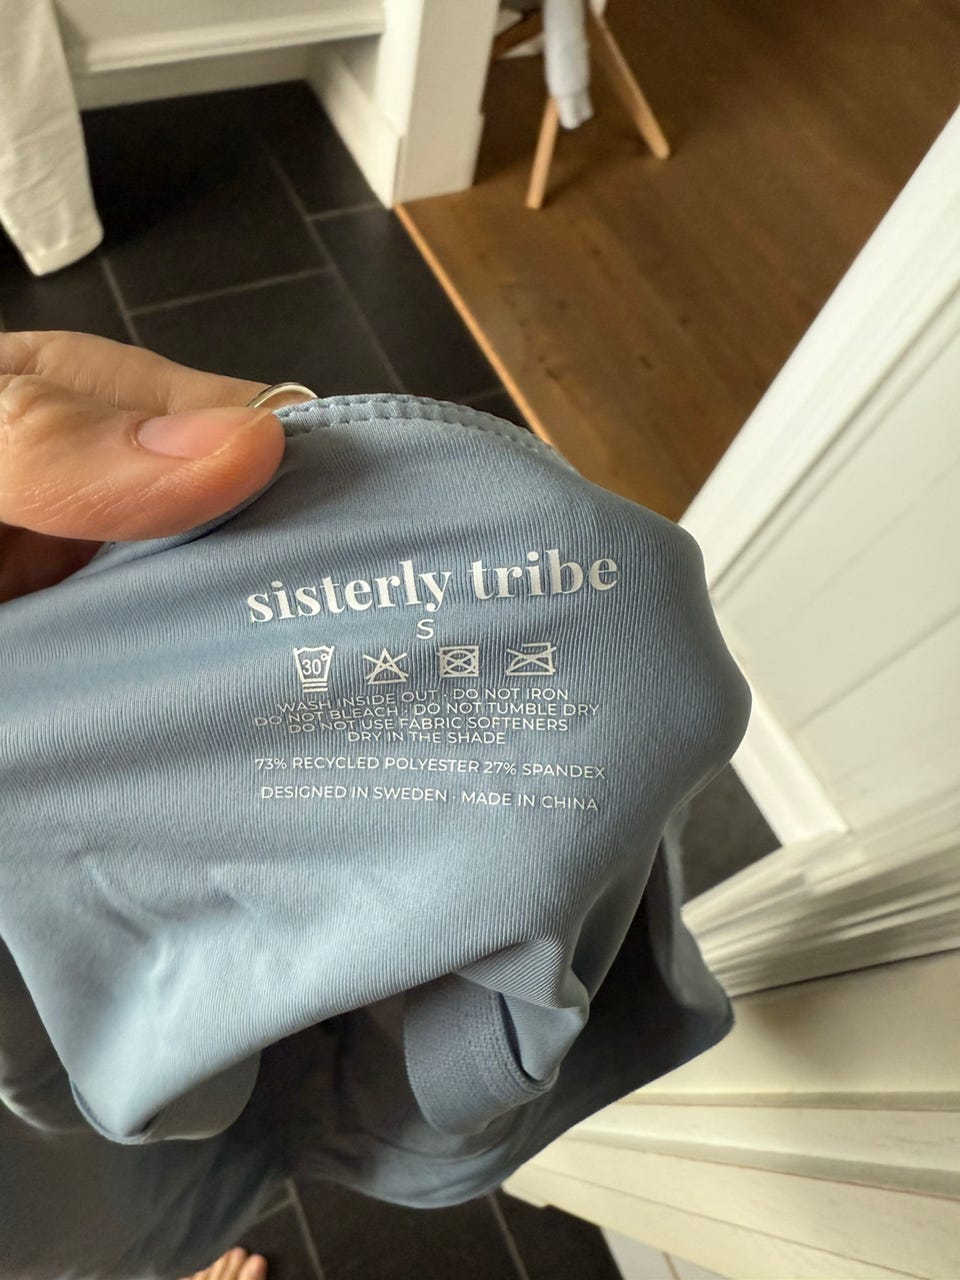 sisterly tribe
S
30°
WASH INSIDE OUT · DO NOT IRON
DO NOT BLEACH · DO NOT TUMBLE DRY
DO NOT USE FABRIC SOFTENERS
DRY IN THE SHADE
73% RECYCLED POLYESTER 27% SPANDEX
DESIGNED IN SWEDEN · MADE IN CHINA